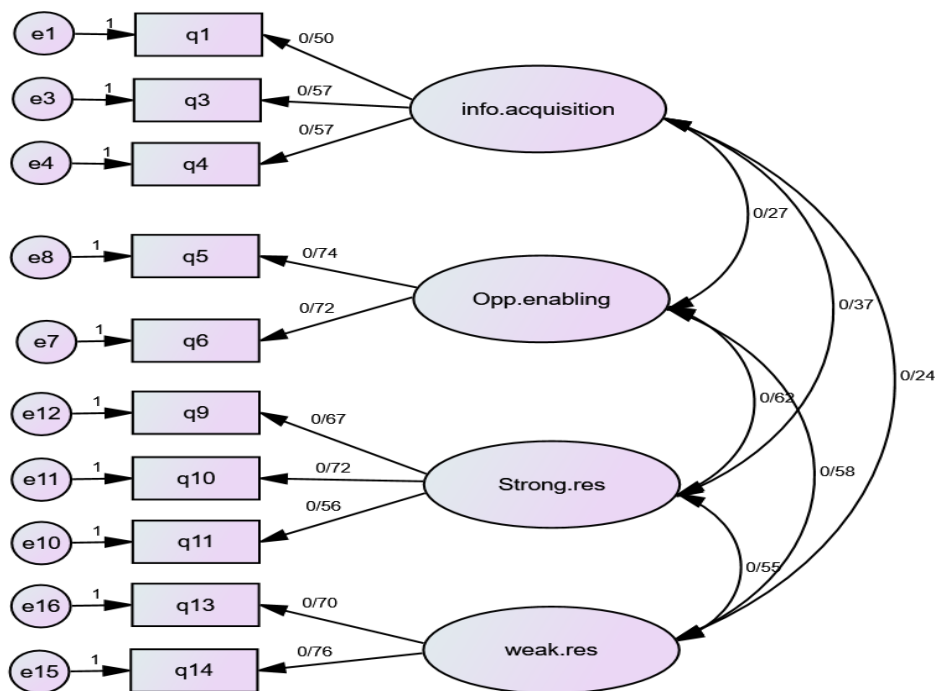 e1 1 q1 0/50
e3 1 q3 0/57 info.acquisition
e4 1 q4 0/57
0/27
e8 1 q5 0/74
e7 1 q6 0/72 Opp.enabling
0/37
0/24
e12 1 q9 0/67 0/62
e11 1 q10 0/72 Strong.res 0/58
e10 1 q11 0/56
0/55
e16 1 q13 0/70
e15 1 q14 0/76 weak.res